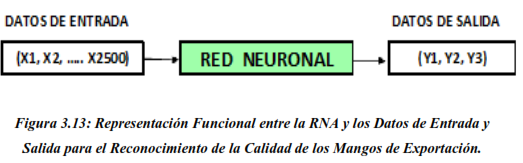 DATOS DE ENTRADA
DATOS DE SALIDA
(X1, X2, ..... X2500)
RED NEURONAL
(Y1, Y2, Y3)
Figura 3.13: Representación Funcional entre la RNA y los Datos de Entrada y
Salida para el Reconocimiento de la Calidad de los Mangos de Exportación.